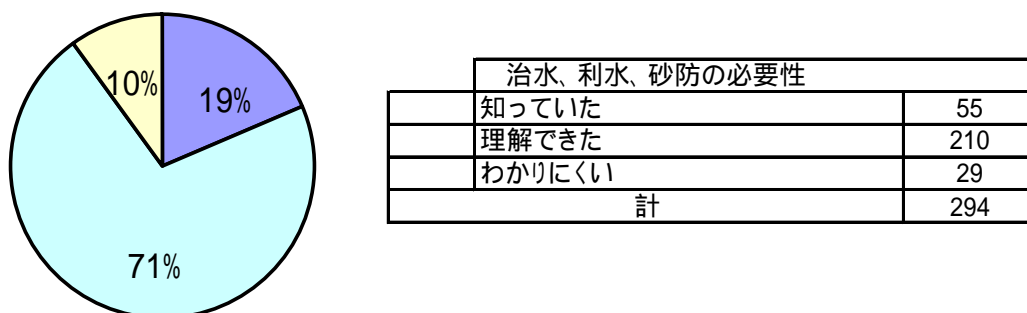 10%
19%
71%
治水、利水、砂防の必要性
知っていた 55
理解できた 210
わかりにくい 29
計 294